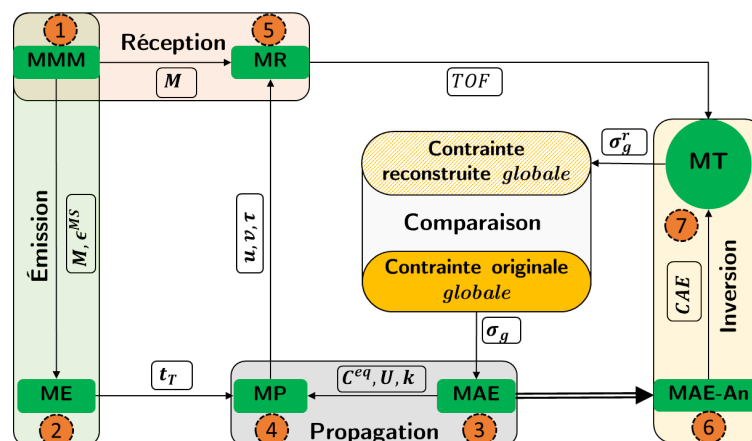 1
5
Réception
MMM
MR
M
TOF
Contrainte
reconstruite globale
σ_g^r
MT
Émission
M, ϵ^{MS}
u, v, τ
Comparaison
7
Contrainte originale
globale
CAE
Inversion
σ_g
t_T
C^{eq}, U, k
ME
MP
MAE
MAE-An
2
4
3
6
Propagation